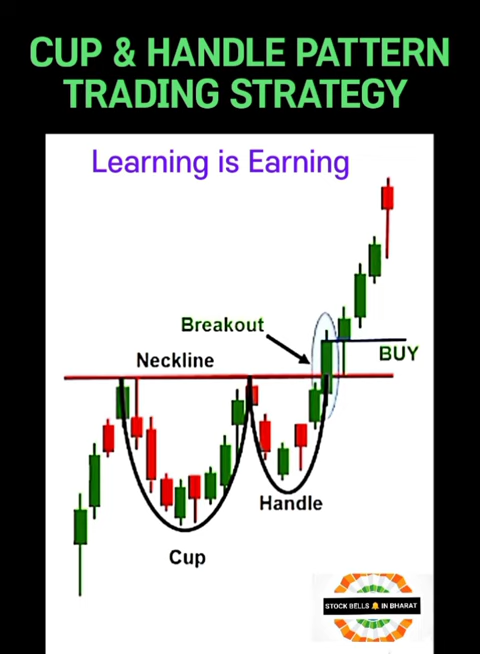 CUP & HANDLE PATTERN
TRADING STRATEGY
Learning is Earning
Breakout
Neckline
BUY
Handle
Cup
STOCK BELLS 🔔 IN BHARAT